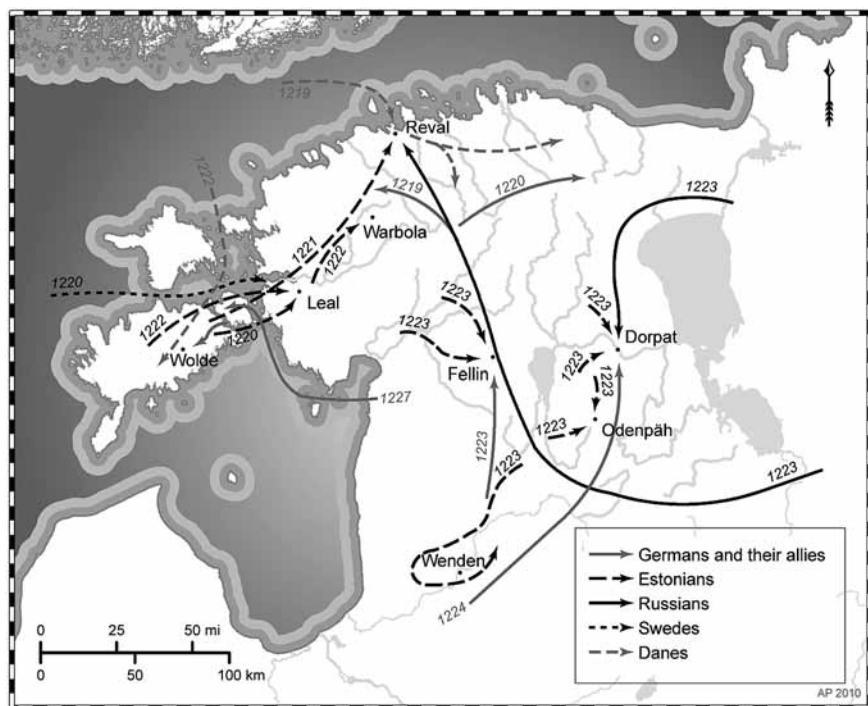 1219
Reval
1222
1219
1220
1223
Warbola
1221
1222
1220
Leal
1223
1223
1222
1220
Wolde
1223
Dorpat
Fellin
1223
1223
1227
1223
Odenpäh
1223
1223
1223
Wenden
1224
Germans and their allies
Estonians
Russians
Swedes
Danes
0 25 50 mi
0 50 100 km
AP 2010